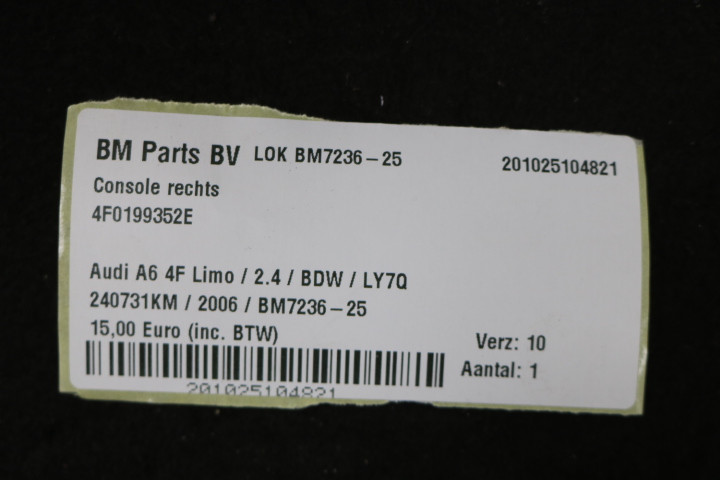 BM Parts BV LOK BM7236-25 201025104821
Console rechts
4F0199352E
Audi A6 4F Limo / 2.4 / BDW / LY7Q
240731KM / 2006 / BM7236-25
15,00 Euro (inc. BTW)
Verz: 10
Aantal: 1
201025104821